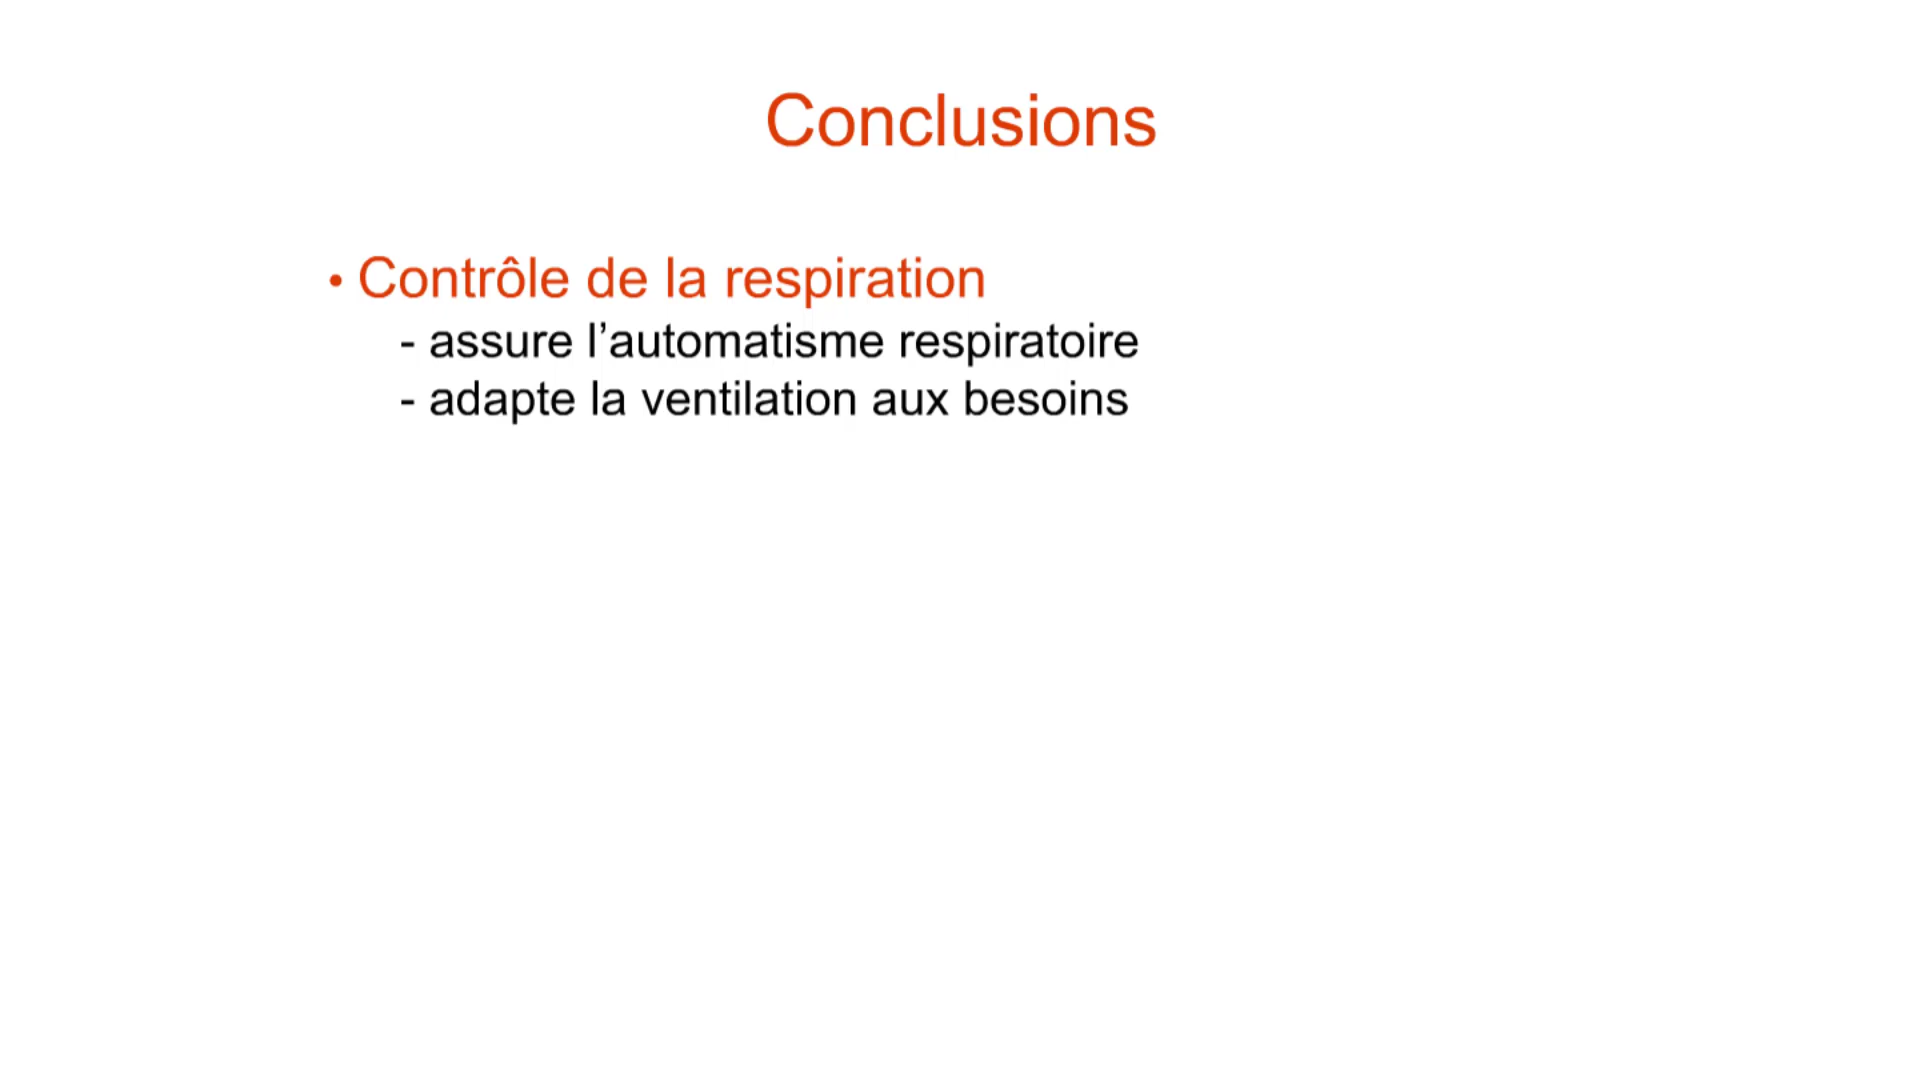 Conclusions
• Contrôle de la respiration
- assure l’automatisme respiratoire
- adapte la ventilation aux besoins